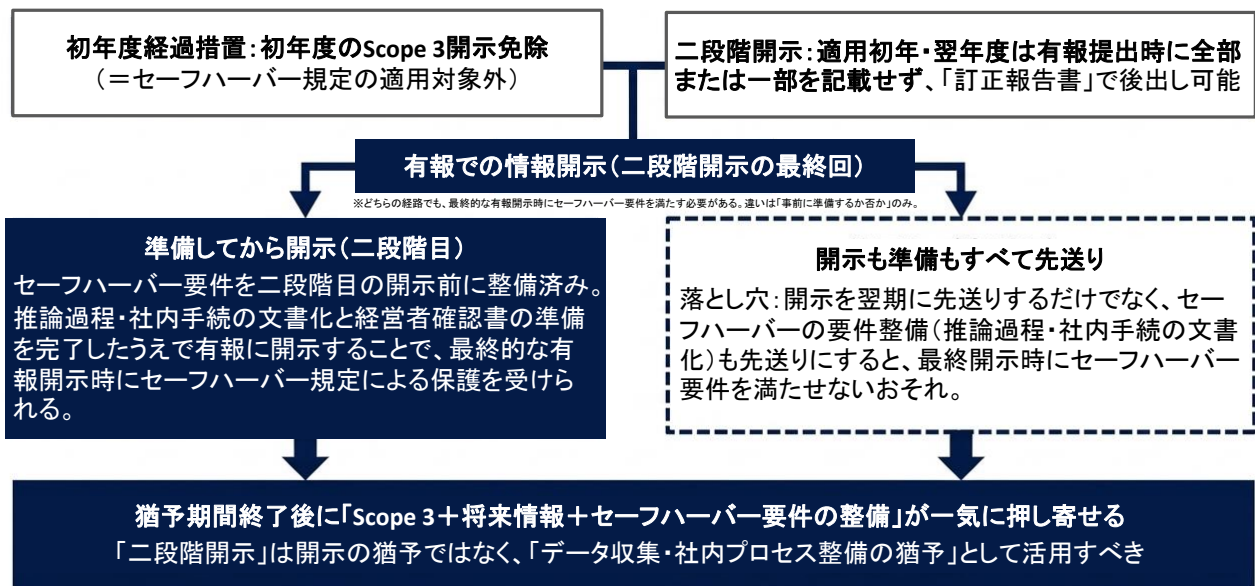 初年度経過措置：初年度のScope 3開示免除
（＝セーフハーバー規定の適用対象外）
二段階開示：適用初年・翌年度は有報提出時に全部
または一部を記載せず、「訂正報告書」で後出し可能
有報での情報開示（二段階開示の最終回）
※どちらの経路でも、最終的な有報開示時にセーフハーバー要件を満たす必要がある。違いは「事前に準備するか否か」のみ。
準備してから開示（二段階目）
セーフハーバー要件を二段階目の開示前に整備済み。
推論過程・社内手続の文書化と経営者確認書の準備
を完了したうえで有報に開示することで、最終的な有
報開示時にセーフハーバー規定による保護を受けら
れる。
開示も準備もすべて先送り
落とし穴：開示を翌期に先送りするだけでなく、セー
フハーバーの要件整備（推論過程・社内手続の文書
化）も先送りにすると、最終開示時にセーフハーバー
要件を満たせないおそれ。
猶予期間終了後に「Scope 3＋将来情報＋セーフハーバー要件の整備」が一気に押し寄せる
「二段階開示」は開示の猶予ではなく、「データ収集・社内プロセス整備の猶予」として活用すべき